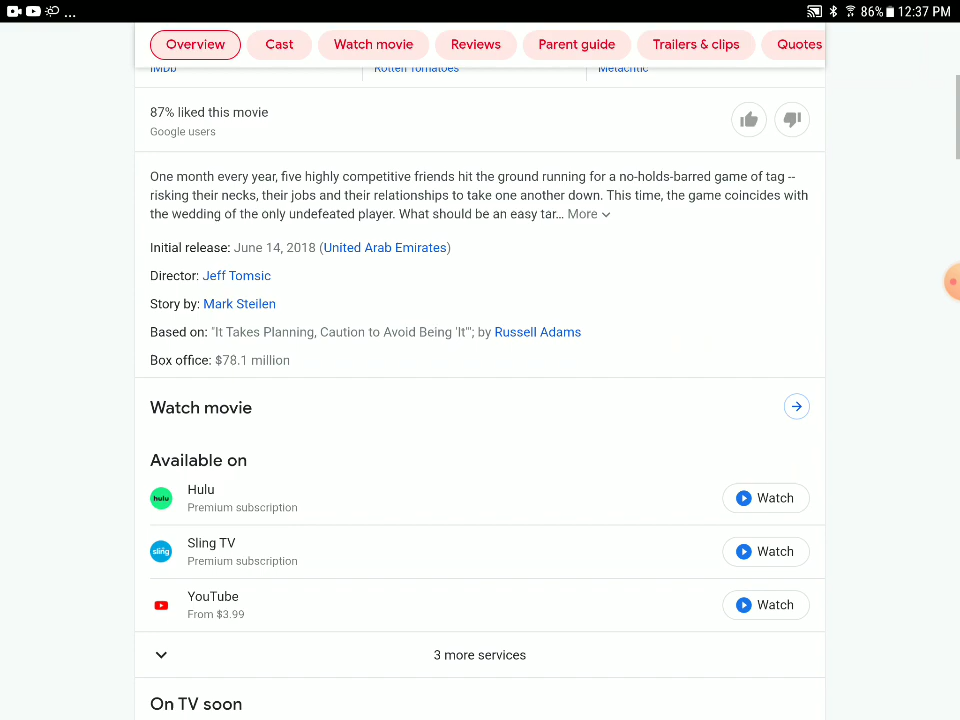 ... 86% 12:37 PM
Overview Cast Watch movie Reviews Parent guide Trailers & clips Quotes
IMDb Rotten Tomatoes Metacritic
87% liked this movie
Google users
One month every year, five highly competitive friends hit the ground running for a no-holds-barred game of tag --
risking their necks, their jobs and their relationships to take one another down. This time, the game coincides with
the wedding of the only undefeated player. What should be an easy tar... More
Initial release: June 14, 2018 (United Arab Emirates)
Director: Jeff Tomsic
Story by: Mark Steilen
Based on: "It Takes Planning, Caution to Avoid Being 'It'"; by Russell Adams
Box office: $78.1 million
Watch movie
Available on
hulu Hulu Watch
Premium subscription
sling Sling TV Watch
Premium subscription
YouTube Watch
From $3.99
3 more services
On TV soon